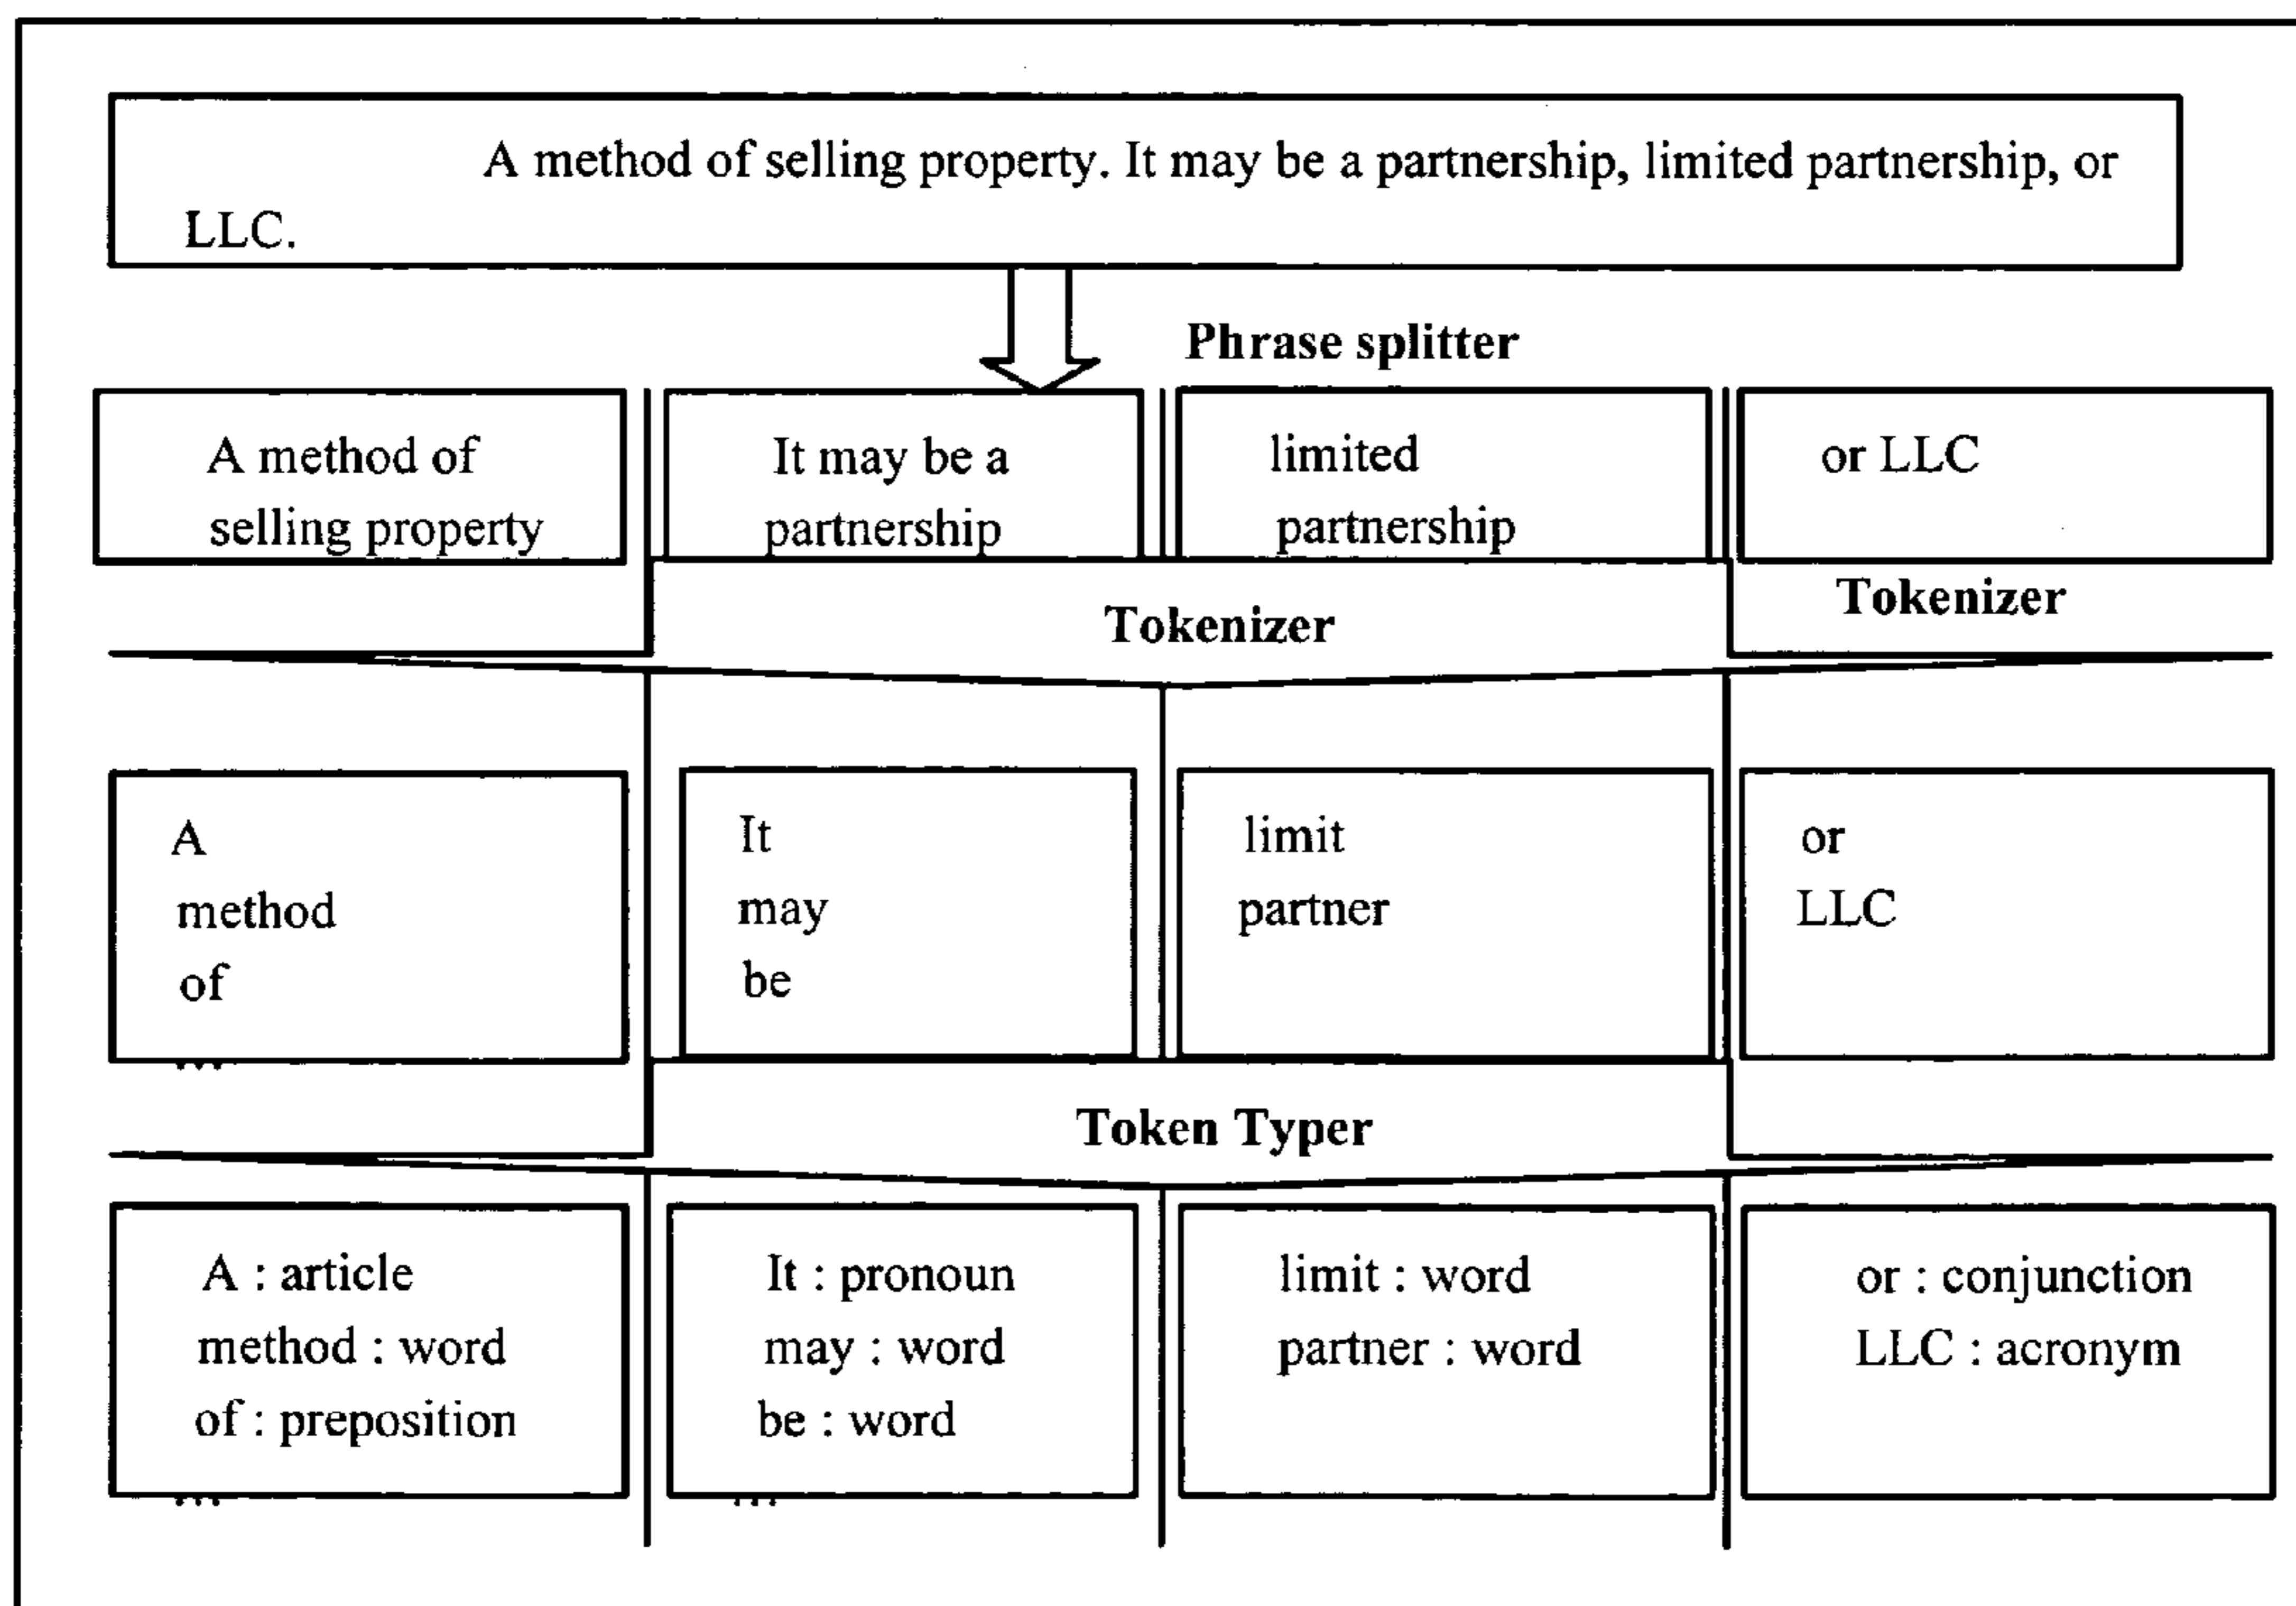 A method of selling property. It may be a partnership, limited partnership, or
LLC.
Phrase splitter
A method of
selling property
It may be a
partnership
limited
partnership
or LLC
Tokenizer
Tokenizer
A
method
of
...
It
may
be
limit
partner
or
LLC
Token Typer
A : article
method : word
of : preposition
...
It : pronoun
may : word
be : word
...
limit : word
partner : word
or : conjunction
LLC : acronym